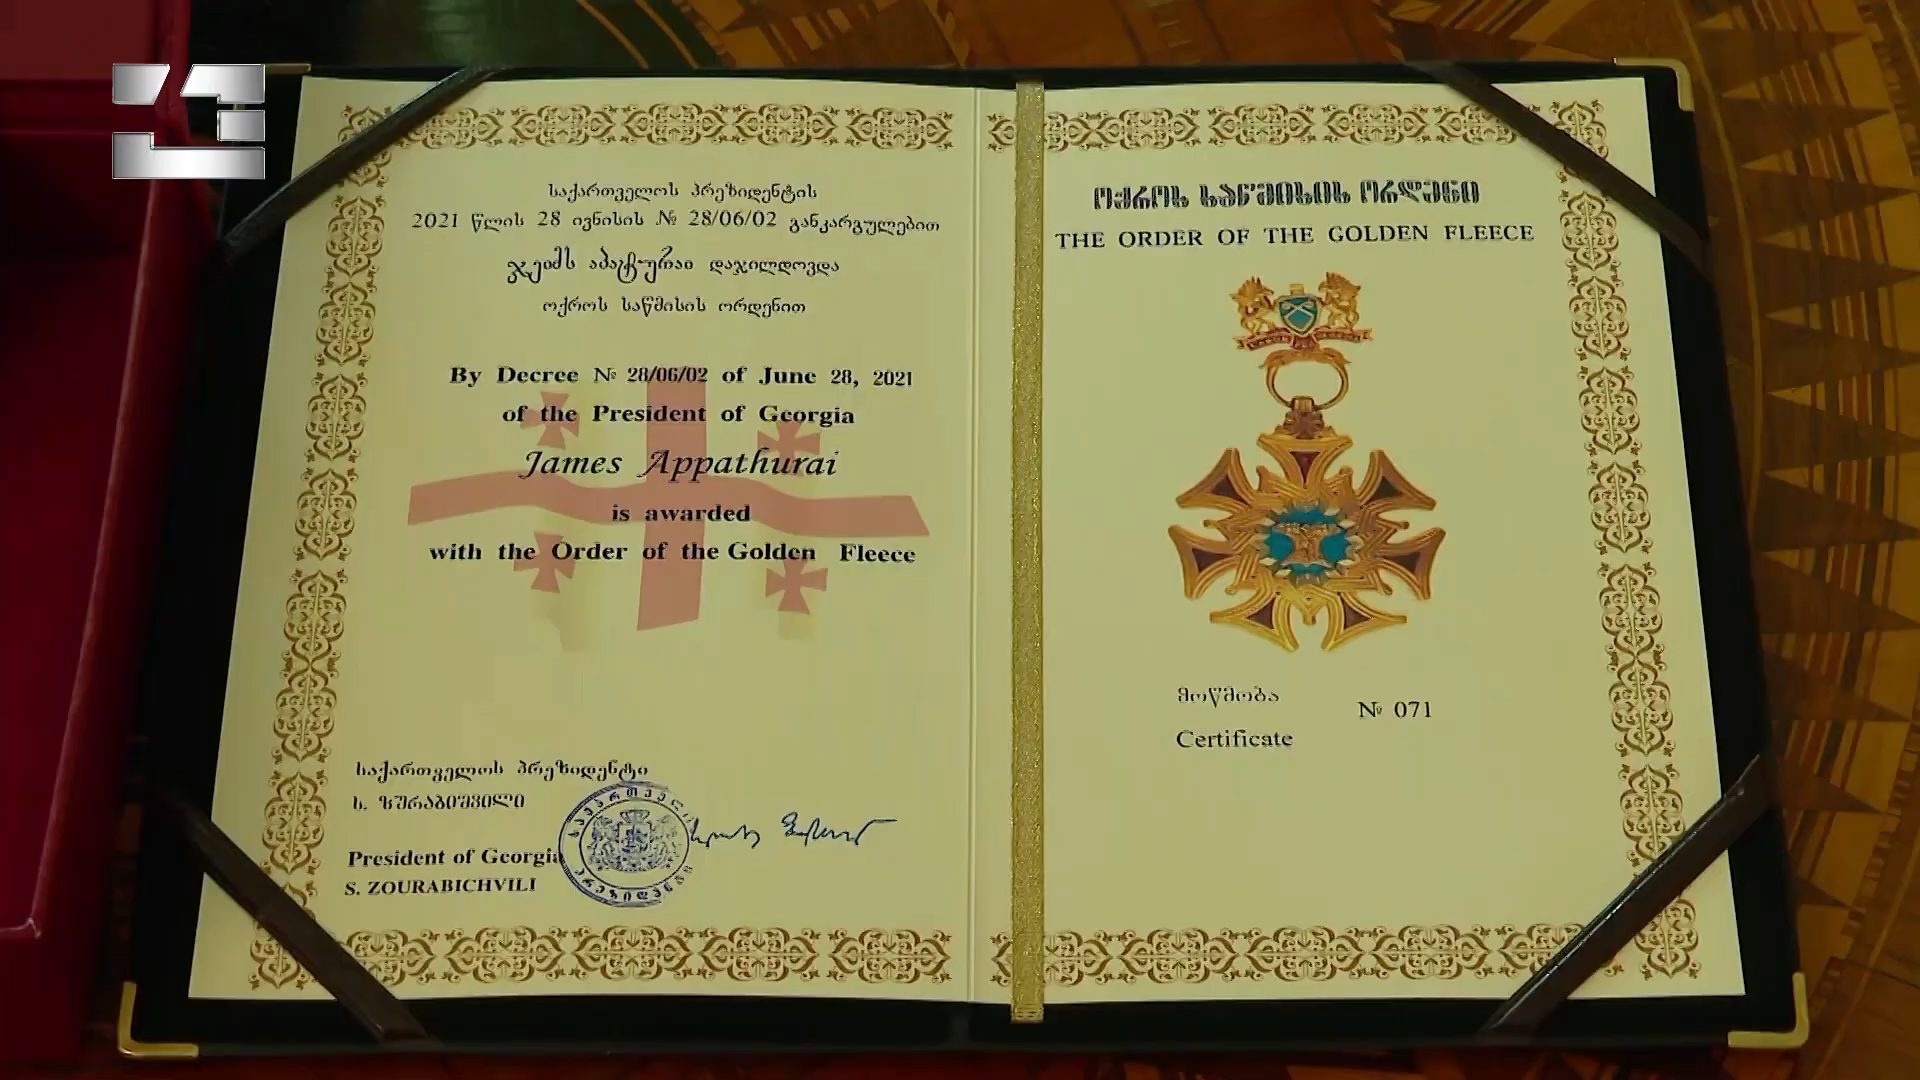 საქართველოს პრეზიდენტის
2021 წლის 28 ივნისის № 28/06/02 განკარგულებით
ჯეიმს აპატურაი დაჯილდოვდა
ოქროს საწმისის ორდენით
By Decree № 28/06/02 of June 28, 2021
of the President of Georgia
James Appathurai
is awarded
with the Order of the Golden Fleece
საქართველოს პრეზიდენტი
ს. ზურაბიშვილი
President of Georgia
S. ZOURABICHVILI
ოქროს საწმისის ორდენი
THE ORDER OF THE GOLDEN FLEECE
მოწმობა
№ 071
Certificate